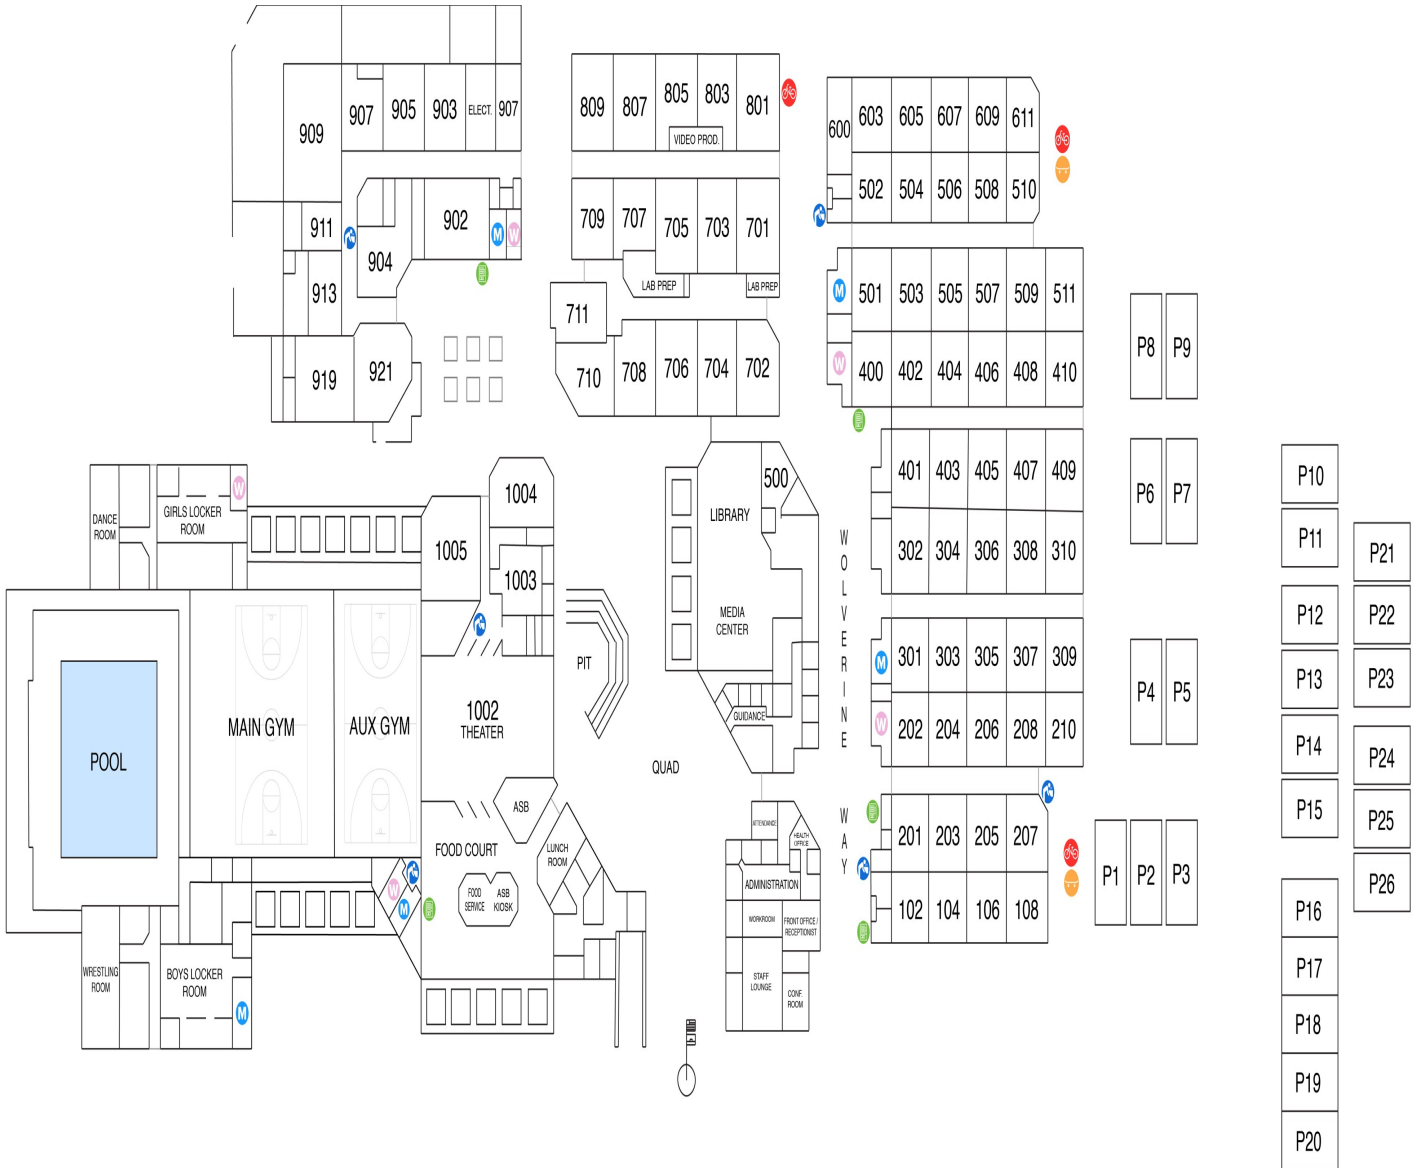 907
905
903
ELECT.
907
909
911
913
919
921
904
902
M
W
809
807
805
803
801
VIDEO PROD.
709
707
705
703
701
LAB PREP
LAB PREP
711
710
708
706
704
702
600
603
605
607
609
611
502
504
506
508
510
M
501
503
505
507
509
511
W
400
402
404
406
408
410
401
403
405
407
409
302
304
306
308
310
M
301
303
305
307
309
W
202
204
206
208
210
201
203
205
207
102
104
106
108
P8
P9
P6
P7
P4
P5
P1
P2
P3
P10
P11
P12
P13
P14
P15
P16
P17
P18
P19
P20
P21
P22
P23
P24
P25
P26
WOLVERINE
WAY
500
LIBRARY
MEDIA
CENTER
GUIDANCE
ATTENDANCE
HEALTH
OFFICE
ADMINISTRATION
WORKROOM
FRONT OFFICE /
RECEPTIONIST
STAFF
LOUNGE
CONF.
ROOM
QUAD
PIT
1004
1005
1003
1002
THEATER
ASB
FOOD COURT
LUNCH
ROOM
FOOD
SERVICE
ASB
KIOSK
W
M
DANCE
ROOM
GIRLS LOCKER
ROOM
W
POOL
MAIN GYM
AUX GYM
WRESTLING
ROOM
BOYS LOCKER
ROOM
M